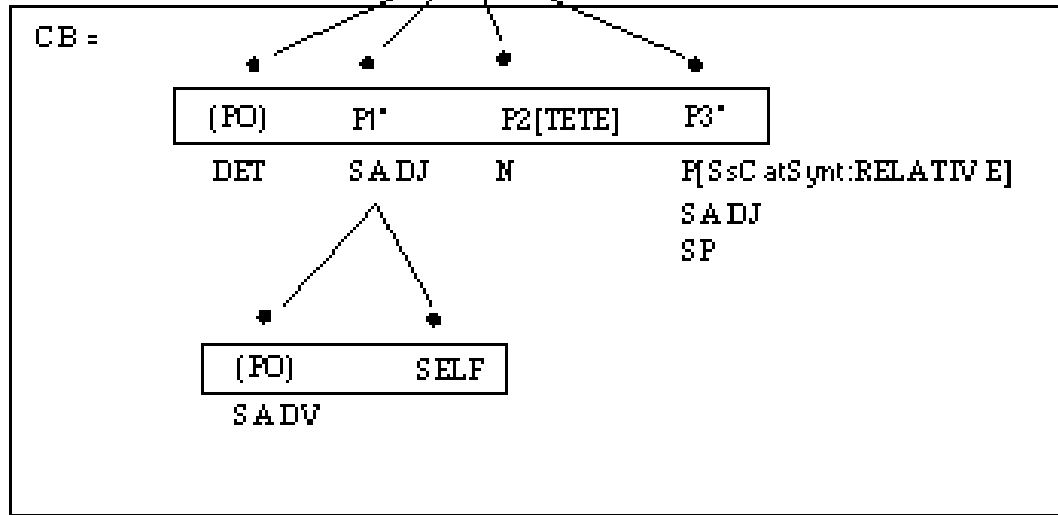 CB =
(P0) P1* P2[TETE] P3*
DET SADJ N P[SsCatSynt:RELATIVE]
SADJ
SP
(P0) SELF
SADV